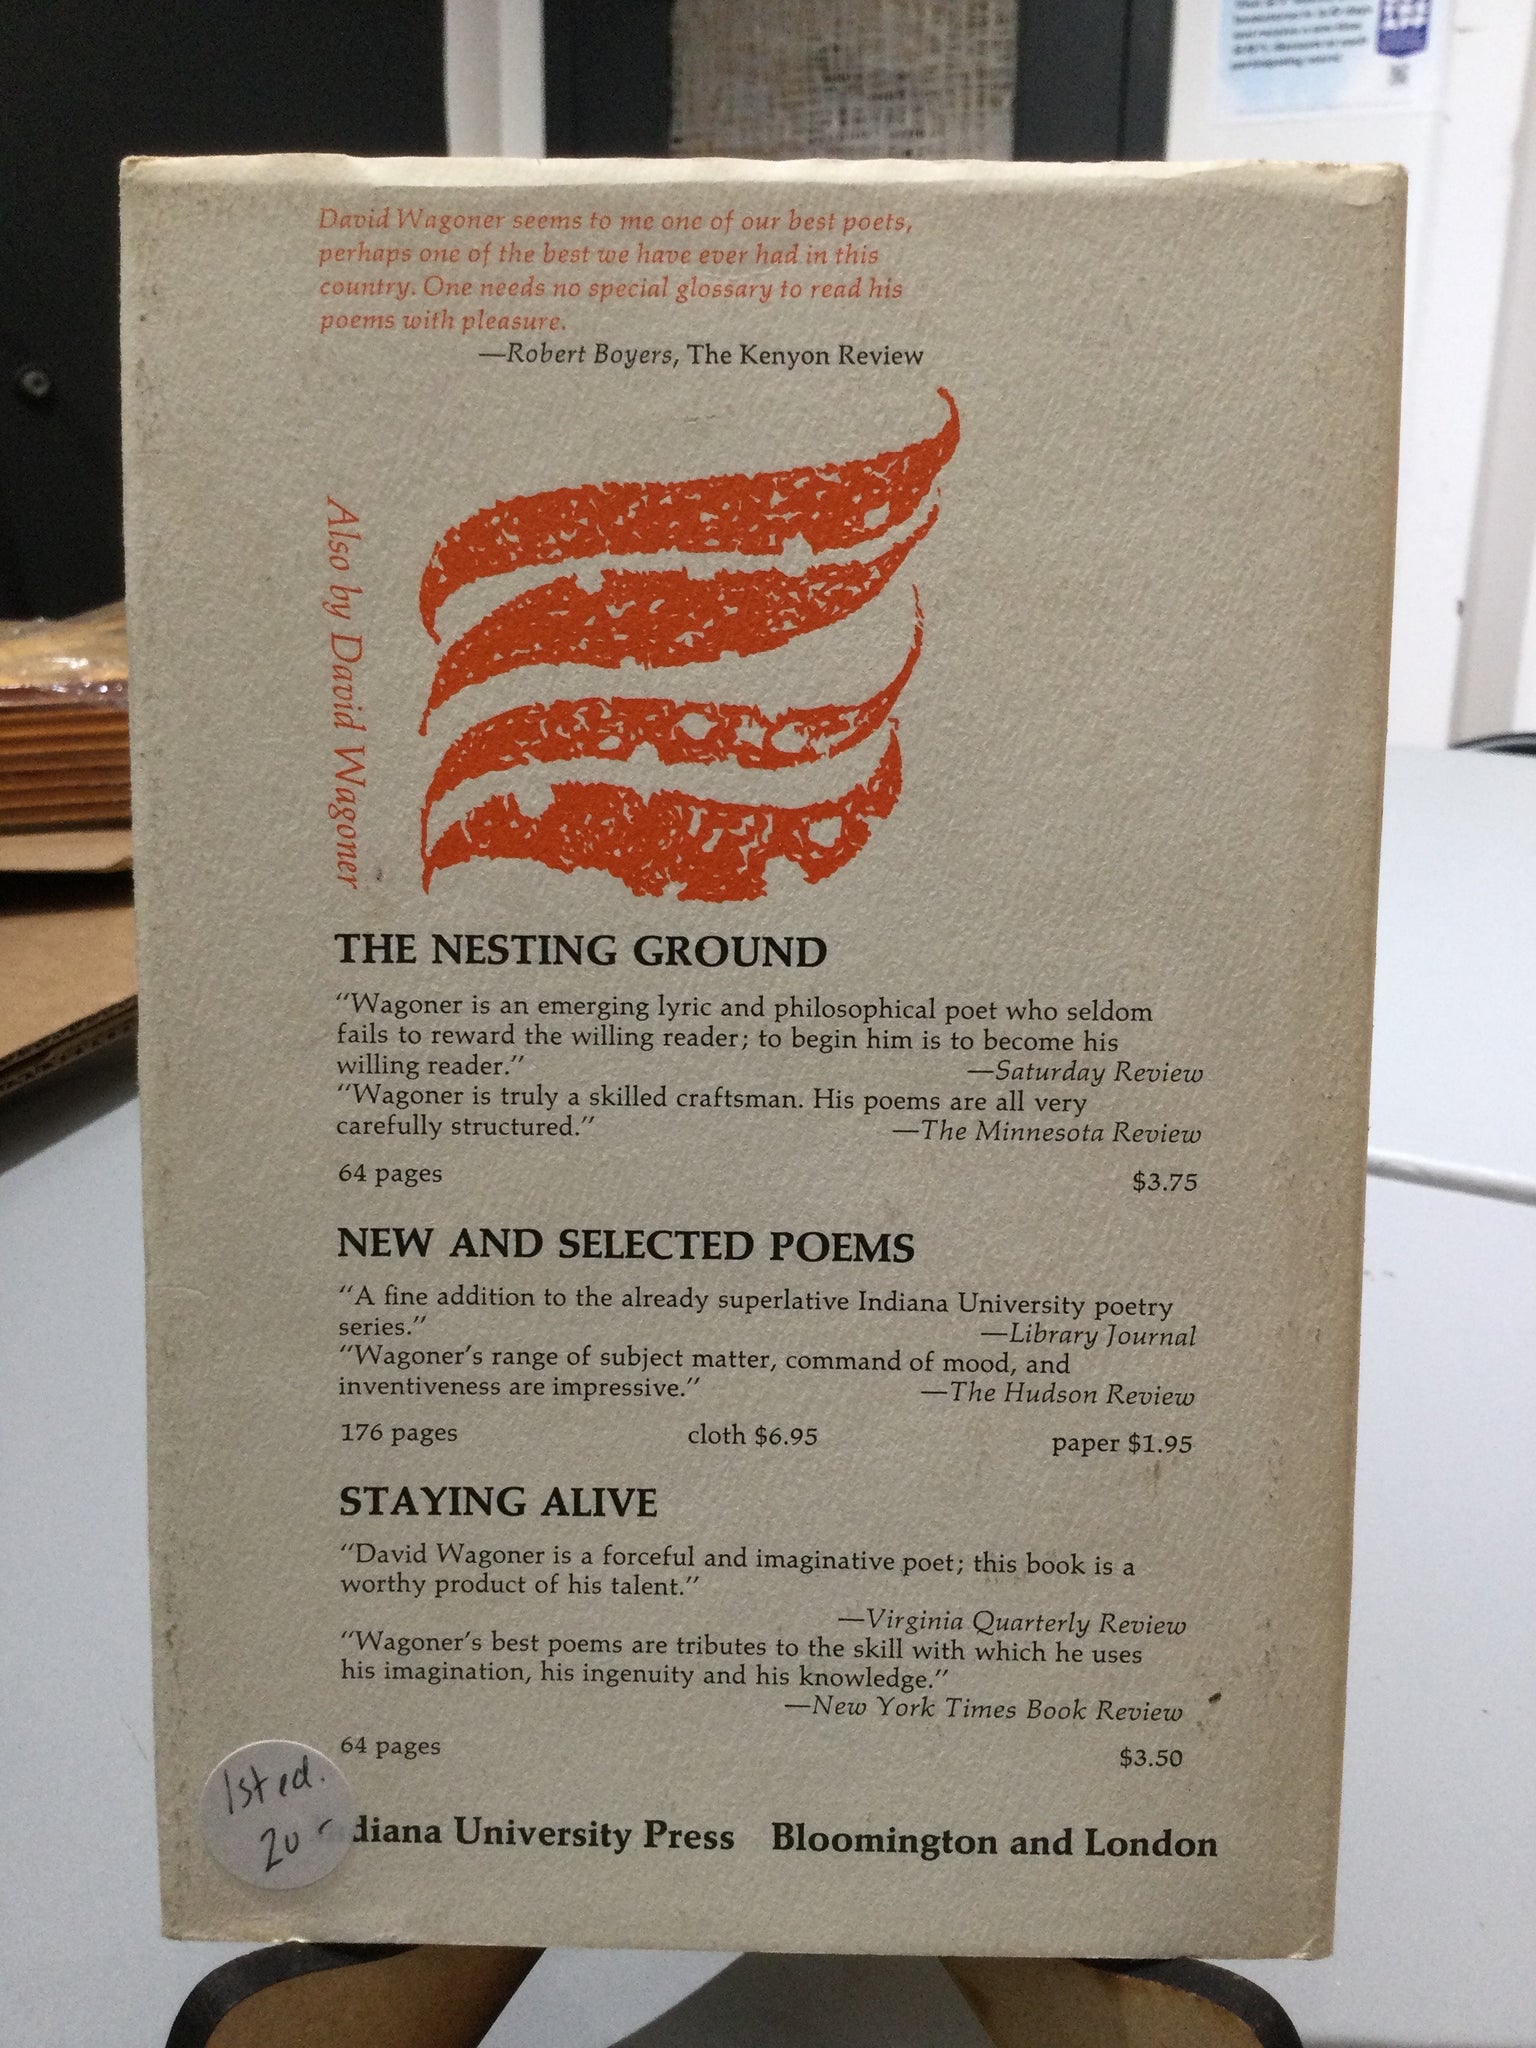 David Wagoner seems to me one of our best poets,
perhaps one of the best we have ever had in this
country. One needs no special glossary to read his
poems with pleasure.
—Robert Boyers, The Kenyon Review
Also by David Wagoner
THE NESTING GROUND
“Wagoner is an emerging lyric and philosophical poet who seldom
fails to reward the willing reader; to begin him is to become his
willing reader.” —Saturday Review
“Wagoner is truly a skilled craftsman. His poems are all very
carefully structured.” —The Minnesota Review
64 pages $3.75
NEW AND SELECTED POEMS
“A fine addition to the already superlative Indiana University poetry
series.” —Library Journal
“Wagoner’s range of subject matter, command of mood, and
inventiveness are impressive.” —The Hudson Review
176 pages cloth $6.95 paper $1.95
STAYING ALIVE
“David Wagoner is a forceful and imaginative poet; this book is a
worthy product of his talent.”
—Virginia Quarterly Review
“Wagoner’s best poems are tributes to the skill with which he uses
his imagination, his ingenuity and his knowledge.”
—New York Times Book Review
64 pages $3.50
1st ed.
20
diana University Press Bloomington and London